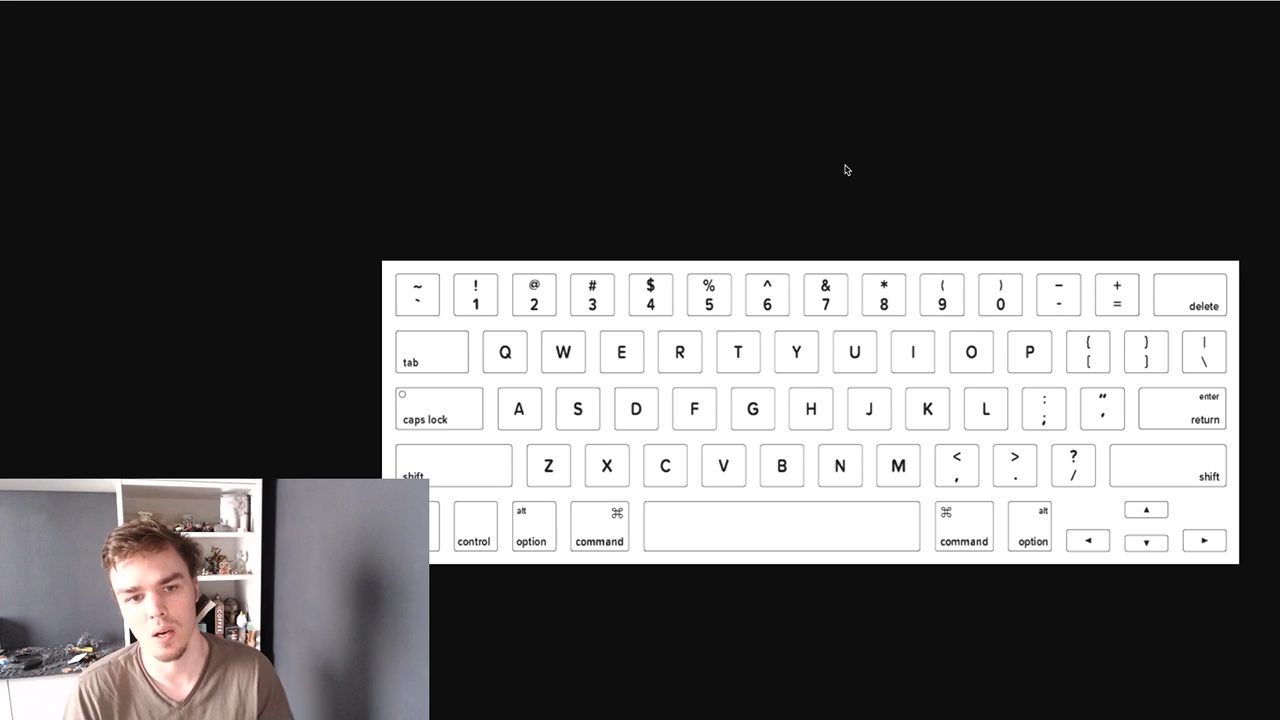 ~ ! @ # $ % ^ & * ( ) – +
` 1 2 3 4 5 6 7 8 9 0 - = delete
tab Q W E R T Y U I O P { [ } ] | \
caps lock A S D F G H J K L : ; “ ‘ enter return
shift Z X C V B N M < , > . ? / shift
control alt option ⌘ command ⌘ command alt option ◄ ▲ ▼ ►
COFFEE